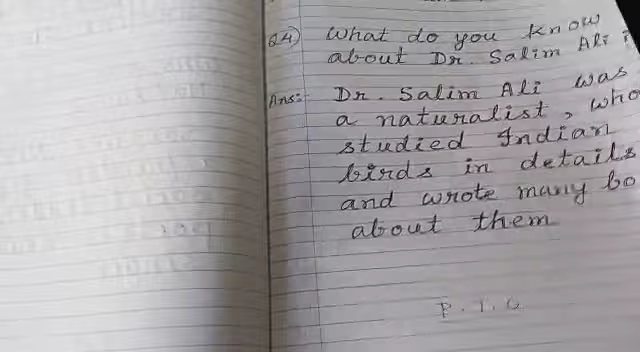 Q4) What do you know
about Dr. Salim Ali ?
Ans:- Dr. Salim Ali was
a naturalist, who
studied Indian
birds in details
and wrote many bo
about them